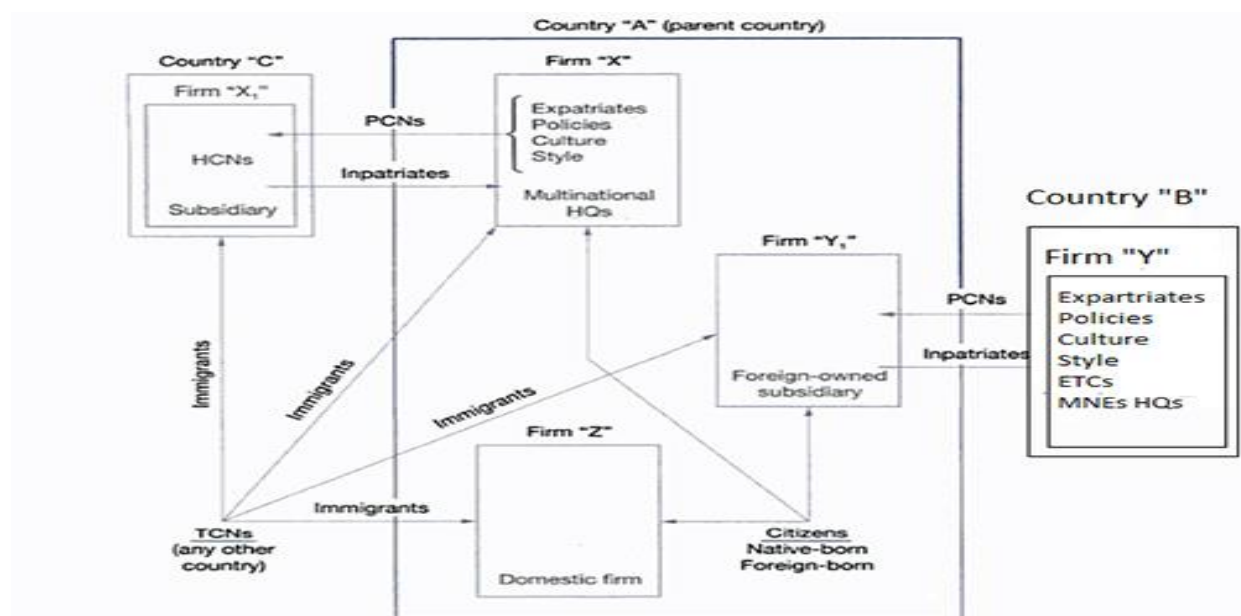 Country "A" (parent country)
Country "C"
Firm "X"
Firm "X₁"
Expatriates
Policies
Culture
Style
PCNs
HCNs
Inpatriates
Subsidiary
Multinational
HQs
Country "B"
Firm "Y₁"
Firm "Y"
PCNs
Expartriates
Policies
Culture
Style
ETCs
MNEs HQs
Inpatriates
Foreign-owned
subsidiary
Immigrants
Immigrants
Immigrants
Firm "Z"
Immigrants
TCNs
(any other
country)
Citizens
Native-born
Foreign-born
Domestic firm